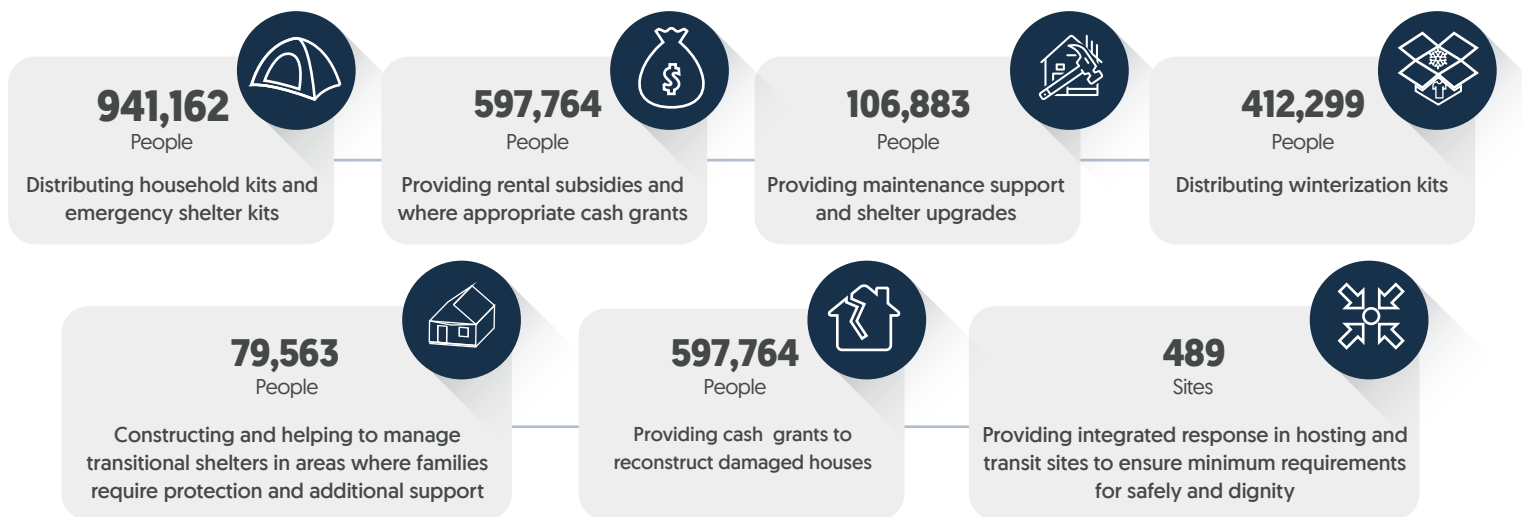 941,162
People
Distributing household kits and
emergency shelter kits
597,764
People
Providing rental subsidies and
where appropriate cash grants
106,883
People
Providing maintenance support
and shelter upgrades
412,299
People
Distributing winterization kits
79,563
People
Constructing and helping to manage
transitional shelters in areas where families
require protection and additional support
597,764
People
Providing cash  grants to
reconstruct damaged houses
489
Sites
Providing integrated response in hosting and
transit sites to ensure minimum requirements
for safely and dignity